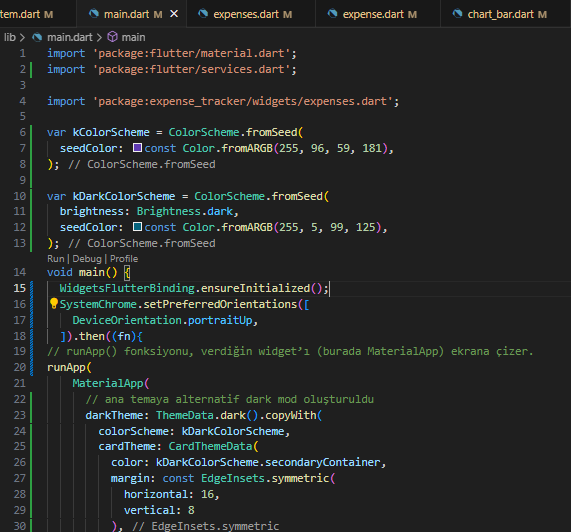 tem.dart M main.dart M × expenses.dart M expense.dart M chart_bar.dart M
lib > main.dart > main
1 import 'package:flutter/material.dart';
2 import 'package:flutter/services.dart';
3
4 import 'package:expense_tracker/widgets/expenses.dart';
5
6 var kColorScheme = ColorScheme.fromSeed(
7 seedColor: const Color.fromARGB(255, 96, 59, 181),
8 ); // ColorScheme.fromSeed
9
10 var kDarkColorScheme = ColorScheme.fromSeed(
11 brightness: Brightness.dark,
12 seedColor: const Color.fromARGB(255, 5, 99, 125),
13 ); // ColorScheme.fromSeed
Run | Debug | Profile
14 void main() {
15 WidgetsFlutterBinding.ensureInitialized();
16 SystemChrome.setPreferredOrientations([
17 DeviceOrientation.portraitUp,
18 ]).then((fn){
19 // runApp() fonksiyonu, verdiğin widget’ı (burada MaterialApp) ekrana çizer.
20 runApp(
21 MaterialApp(
22 // ana temaya alternatif dark mod oluşturuldu
23 darkTheme: ThemeData.dark().copyWith(
24 colorScheme: kDarkColorScheme,
25 cardTheme: CardThemeData(
26 color: kDarkColorScheme.secondaryContainer,
27 margin: const EdgeInsets.symmetric(
28 horizontal: 16,
29 vertical: 8
30 ), // EdgeInsets.symmetric